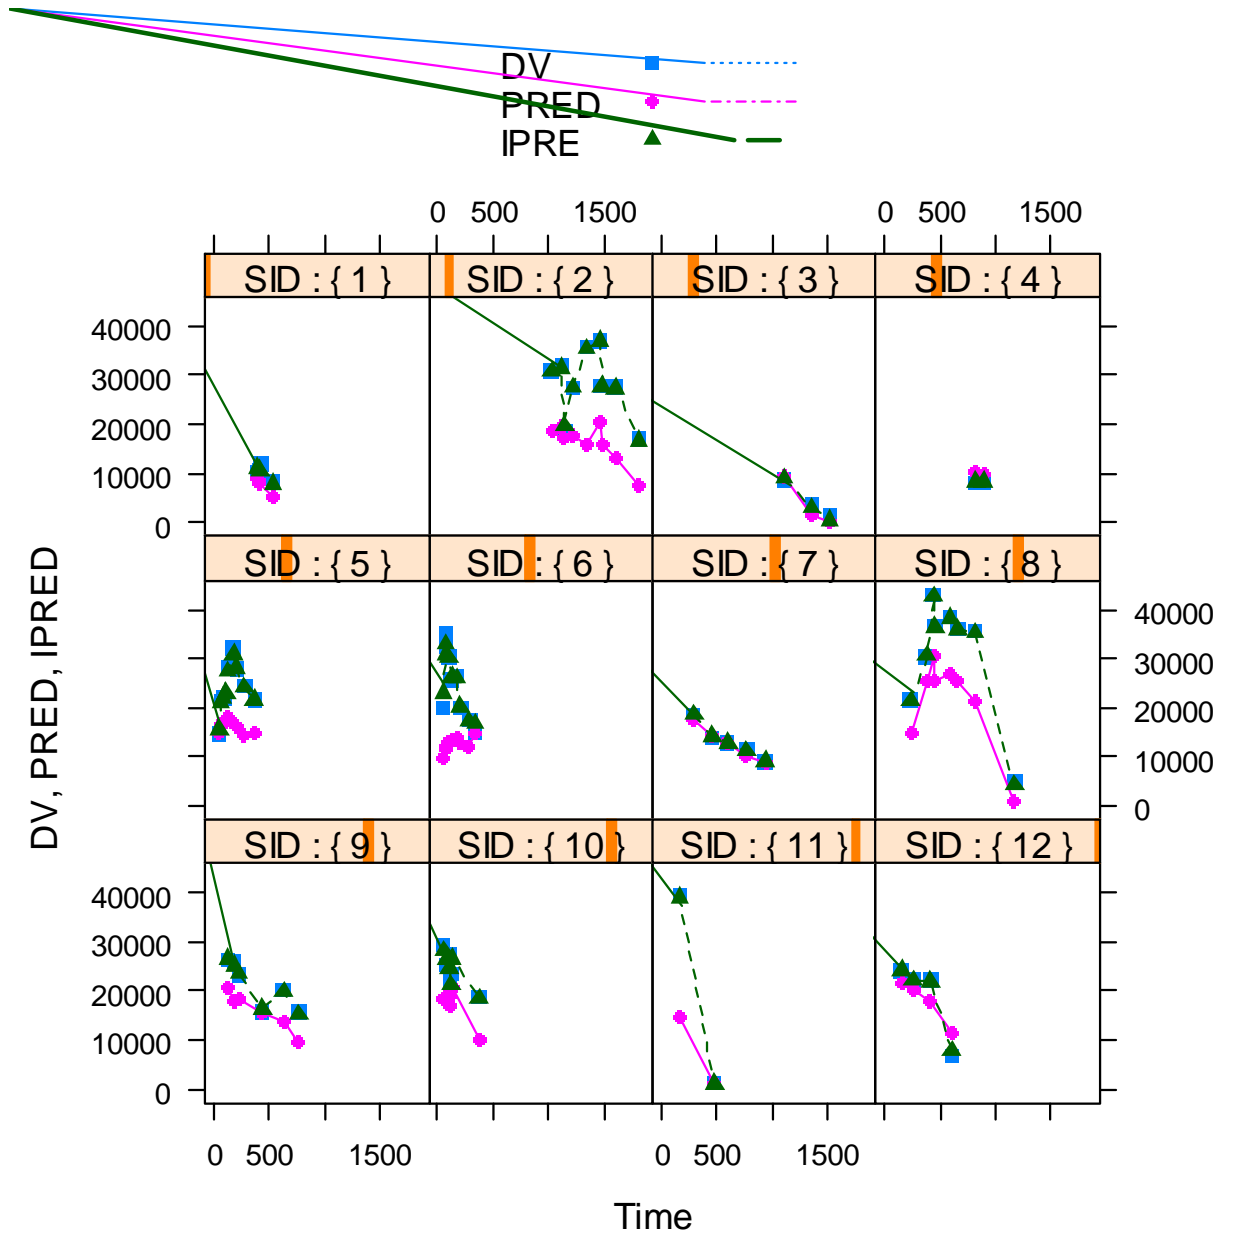 DV
PRED
IPRE
0 500 1500 0 500 1500
SID : { 1 } SID : { 2 } SID : { 3 } SID : { 4 }
40000
30000
20000
10000
0
SID : { 5 } SID : { 6 } SID : { 7 } SID : { 8 }
40000
30000
20000
10000
0
DV, PRED, IPRED
SID : { 9 } SID : { 10 } SID : { 11 } SID : { 12 }
40000
30000
20000
10000
0
0 500 1500 0 500 1500
Time